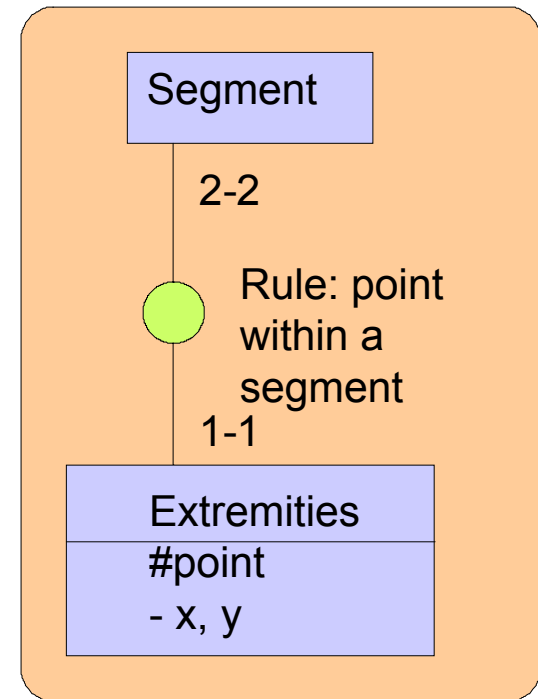 Segment
2-2
Rule: point
within a
segment
1-1
Extremities
#point
- x, y